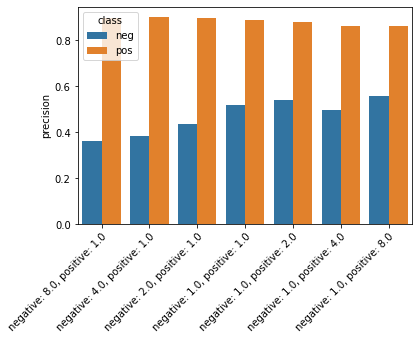 class
neg
pos
precision
0.8
0.6
0.4
0.2
0.0
negative: 8.0, positive: 1.0
negative: 4.0, positive: 1.0
negative: 2.0, positive: 1.0
negative: 1.0, positive: 1.0
negative: 1.0, positive: 2.0
negative: 1.0, positive: 4.0
negative: 1.0, positive: 8.0